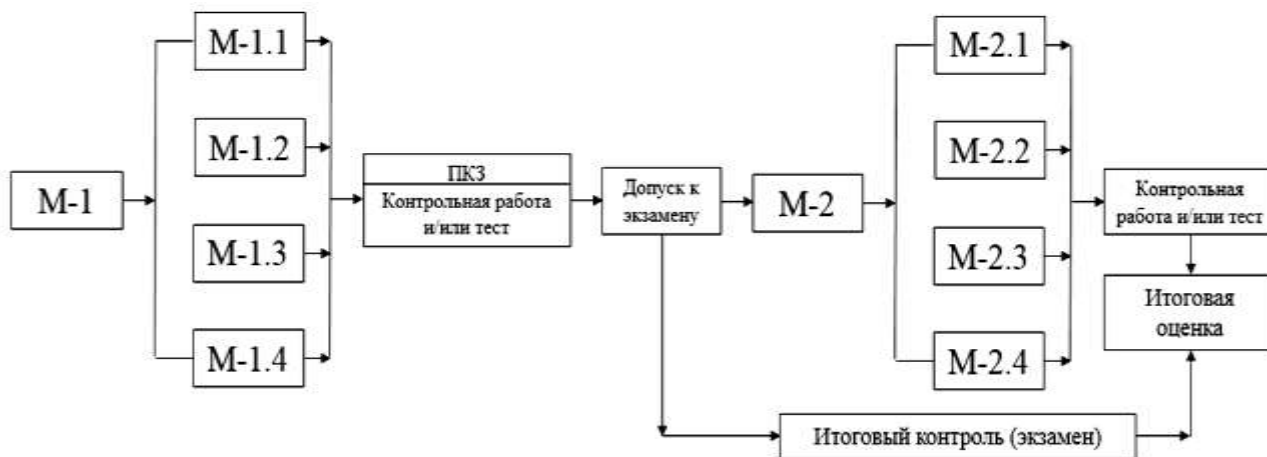 М-1
М-1.1
М-1.2
М-1.3
М-1.4
ПКЗ
Контрольная работа
и/или тест
Допуск к
экзамену
М-2
М-2.1
М-2.2
М-2.3
М-2.4
Контрольная
работа и/или тест
Итоговая
оценка
Итоговый контроль (экзамен)